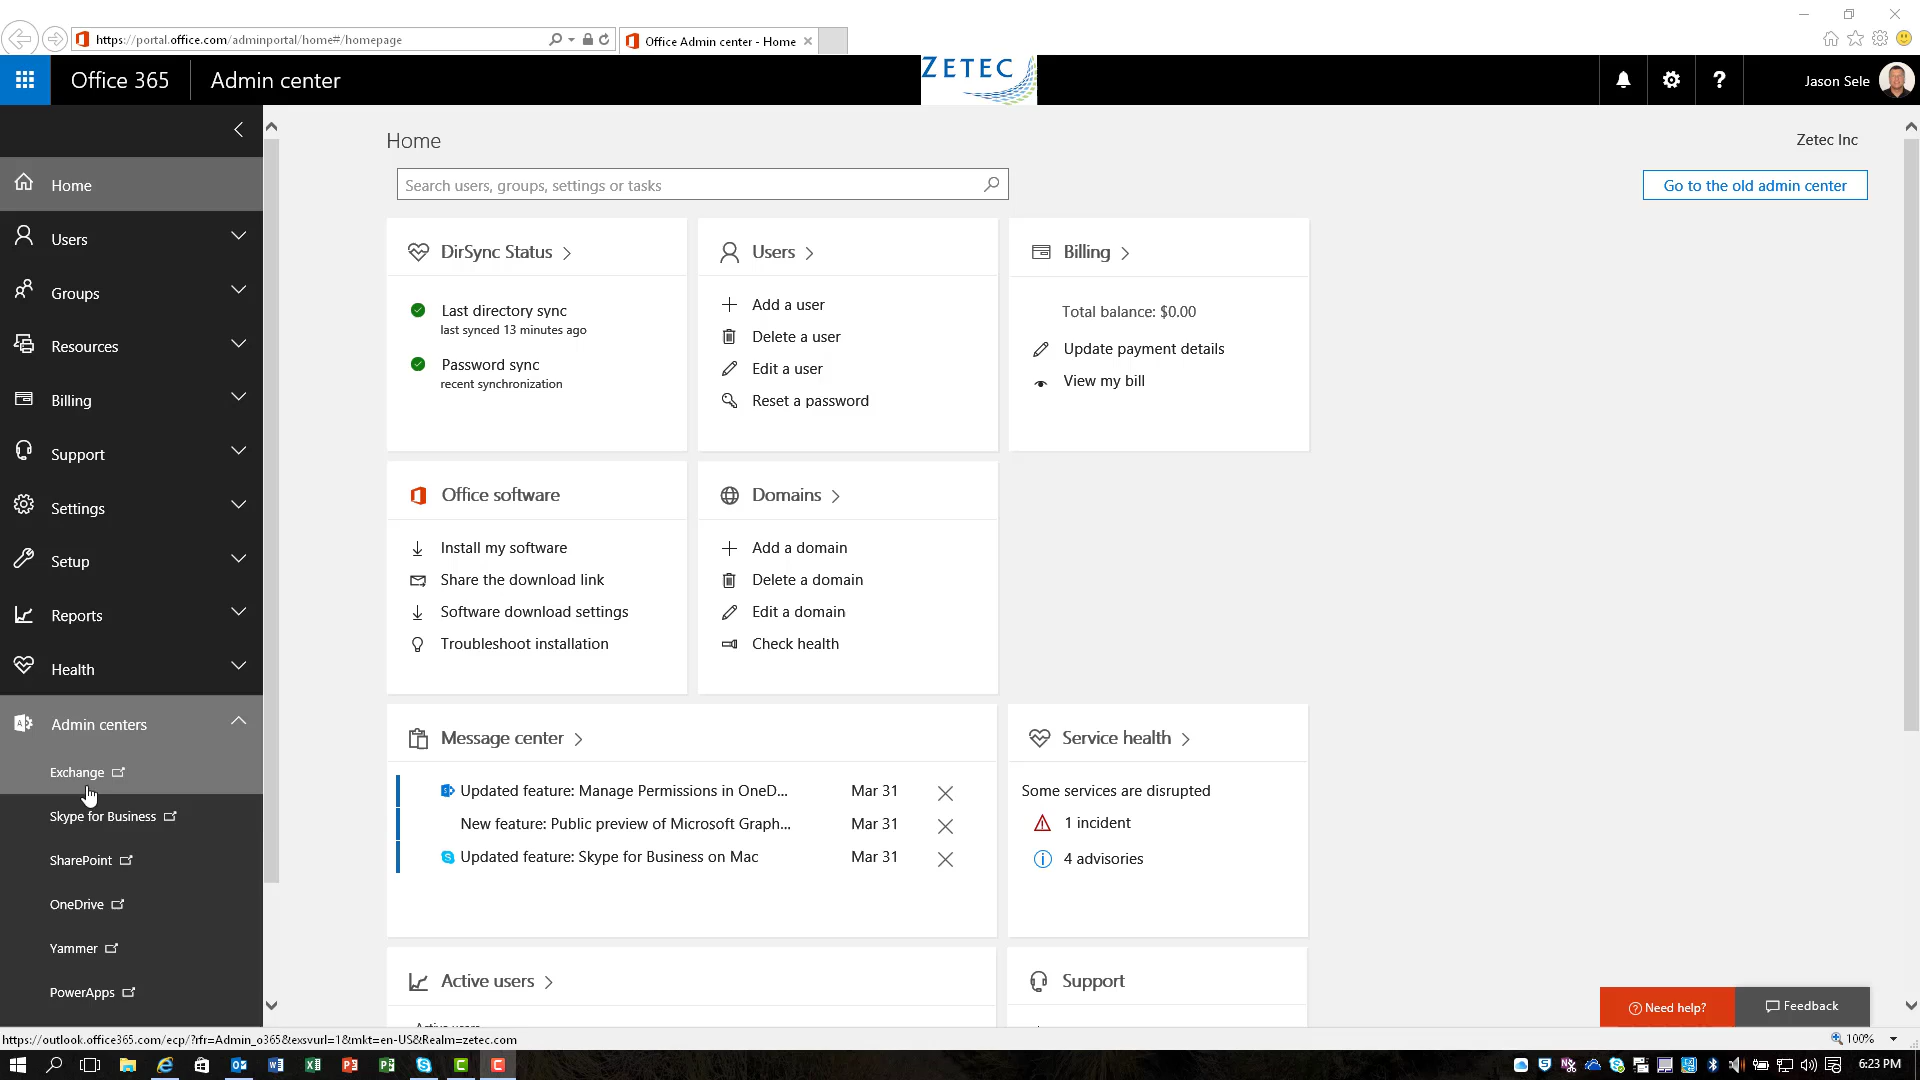 https://portal.office.com/adminportal/home#/homepage
Office Admin center - Home
Office 365
Admin center
ZETEC
Jason Sele
Home
Users
Groups
Resources
Billing
Support
Settings
Setup
Reports
Health
Admin centers
Exchange
Skype for Business
SharePoint
OneDrive
Yammer
PowerApps
Home
Zetec Inc
Search users, groups, settings or tasks
Go to the old admin center
DirSync Status
Last directory sync
last synced 13 minutes ago
Password sync
recent synchronization
Users
Add a user
Delete a user
Edit a user
Reset a password
Billing
Total balance: $0.00
Update payment details
View my bill
Office software
Install my software
Share the download link
Software download settings
Troubleshoot installation
Domains
Add a domain
Delete a domain
Edit a domain
Check health
Message center
Updated feature: Manage Permissions in OneD... Mar 31
New feature: Public preview of Microsoft Graph... Mar 31
Updated feature: Skype for Business on Mac Mar 31
Service health
Some services are disrupted
1 incident
4 advisories
Active users
Support
Need help?
Feedback
https://outlook.office365.com/ecp/?rfr=Admin_o365&exsvurl=1&mkt=en-US&Realm=zetec.com
100%
6:23 PM